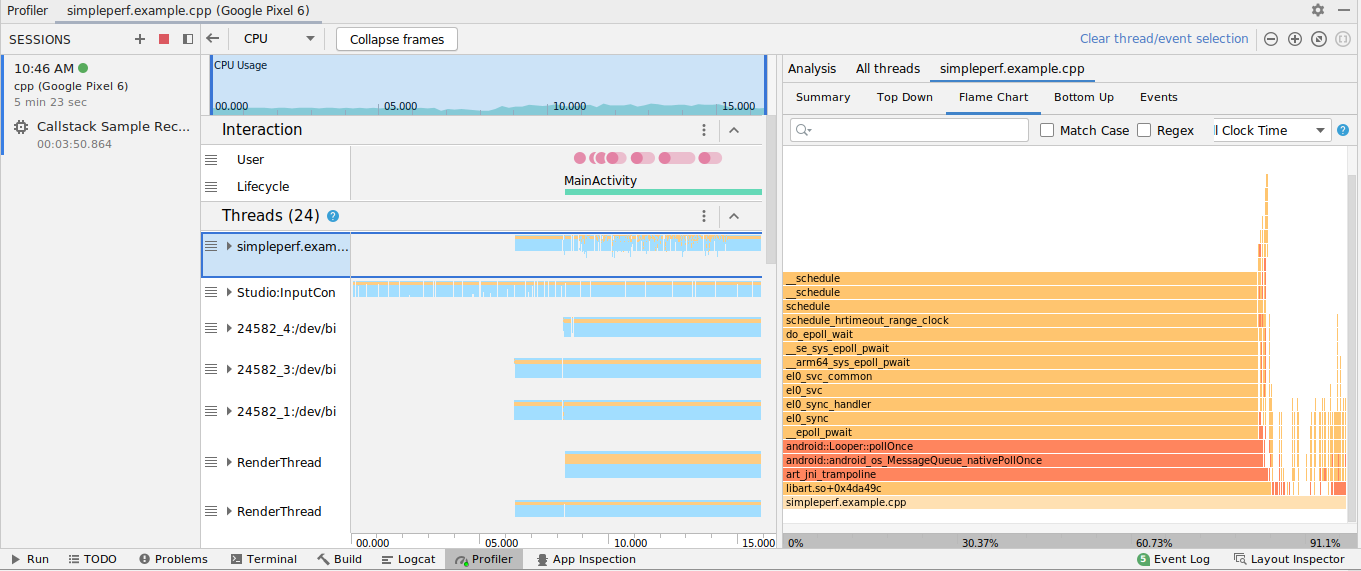 Profiler simpleperf.example.cpp (Google Pixel 6)
SESSIONS CPU Collapse frames Clear thread/event selection
10:46 AM
cpp (Google Pixel 6)
5 min 23 sec
Callstack Sample Rec...
00:03:50.864
CPU Usage
00.000 05.000 10.000 15.000
Interaction
User
Lifecycle MainActivity
Threads (24) ?
simpleperf.exam...
Studio:InputCon
24582_4:/dev/bi
24582_3:/dev/bi
24582_1:/dev/bi
RenderThread
RenderThread
00.000 05.000 10.000 15.000
Analysis All threads simpleperf.example.cpp
Summary Top Down Flame Chart Bottom Up Events
Match Case Regex l Clock Time ?
__schedule
__schedule
schedule
schedule_hrtimeout_range_clock
do_epoll_wait
__se_sys_epoll_pwait
__arm64_sys_epoll_pwait
el0_svc_common
el0_svc
el0_sync_handler
el0_sync
__epoll_pwait
android::Looper::pollOnce
android::android_os_MessageQueue_nativePollOnce
art_jni_trampoline
libart.so+0x4da49c
simpleperf.example.cpp
0% 30.37% 60.73% 91.1%
Run TODO Problems Terminal Build Logcat Profiler App Inspection 5 Event Log Layout Inspector